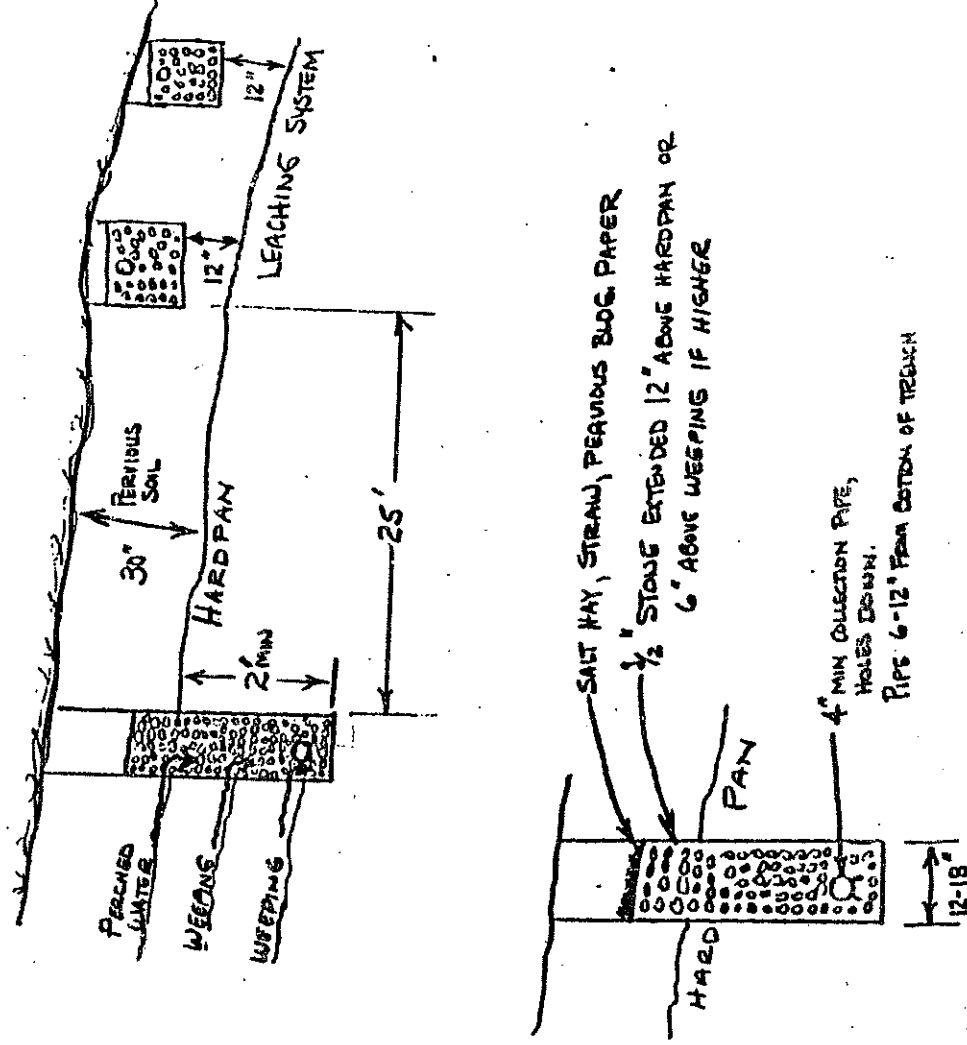 12"
12"
LEACHING SYSTEM
PERVIOUS
SOIL
30"
HARDPAN
25'
2' MIN
PERCHED
WATER
WEEPING
WEEPING
SALT HAY, STRAW, PERVIOUS BLDG. PAPER
1/2" STONE EXTENDED 12" ABOVE HARDPAN OR
6" ABOVE WEEPING IF HIGHER
HARD PAN
4" MIN COLLECTION PIPE,
HOLES DOWN.
PIPE 6-12" FROM BOTTOM OF TRENCH
12-18"